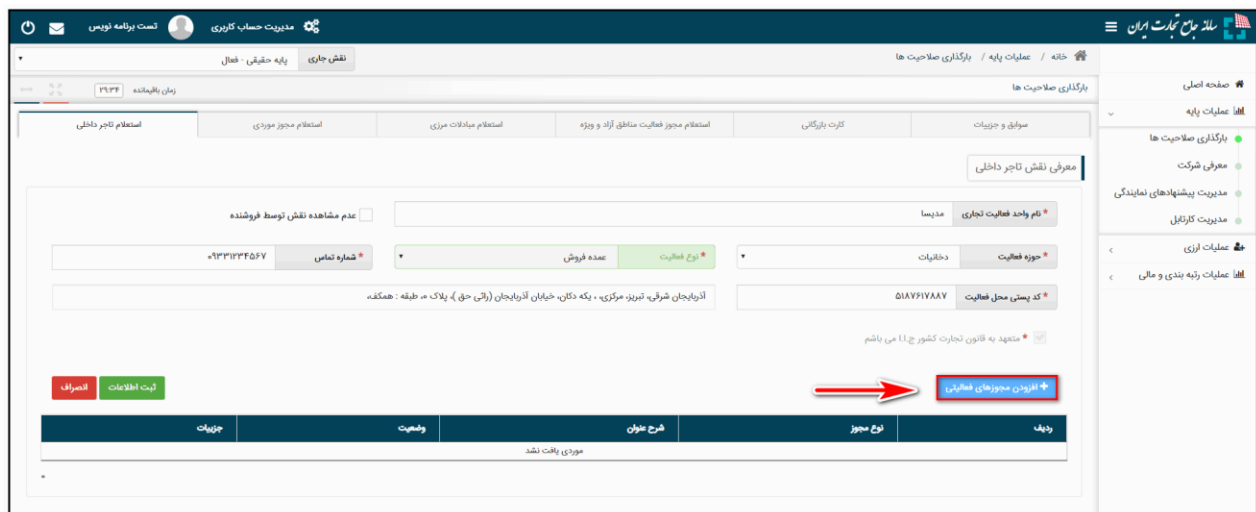 سامانه جامع تجارت ایران
مدیریت حساب کاربری
تست برنامه نویس
خانه / عملیات پایه / بارگذاری صلاحیت ها
نقش جاری
پایه حقیقی - فعال
بارگذاری صلاحیت ها
زمان باقیمانده ۲۹:۳۴
صفحه اصلی
عملیات پایه
بارگذاری صلاحیت ها
معرفی شرکت
مدیریت پیشنهادهای نمایندگی
مدیریت کارتابل
عملیات ارزی
عملیات رتبه بندی و مالی
سوابق و جزییات
کارت بازرگانی
استعلام مجوز فعالیت مناطق آزاد و ویژه
استعلام مبادلات مرزی
استعلام مجوز موردی
استعلام تاجر داخلی
معرفی نقش تاجر داخلی
* نام واحد فعالیت تجاری
مدیسا
عدم مشاهده نقش توسط فروشنده
* حوزه فعالیت
دخانیات
* نوع فعالیت
عمده فروش
* شماره تماس
۰۹۳۳۱۲۳۴۵۶۷
* کد پستی محل فعالیت
۵۱۸۷۶۱۷۸۸۷
آذربایجان شرقی، تبریز، مرکزی، ، یکه دکان، خیابان آذربایجان (راثی حق )، پلاک ۰، طبقه : همکف،
* متعهد به قانون تجارت کشور ج.ا.ا می باشم
+ افزودن مجوزهای فعالیتی
ثبت اطلاعات
انصراف
ردیف
نوع مجوز
شرح عنوان
وضعیت
جزییات
موردی یافت نشد
۰